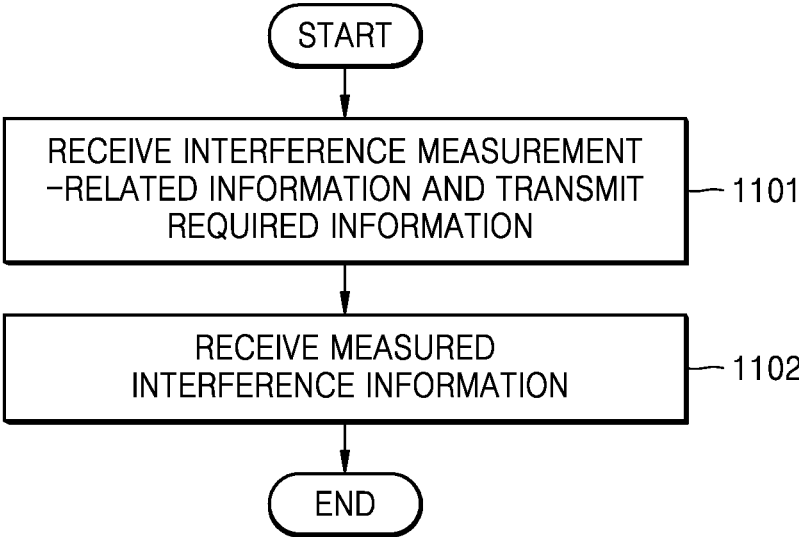 START
RECEIVE INTERFERENCE MEASUREMENT
-RELATED INFORMATION AND TRANSMIT
REQUIRED INFORMATION
1101
RECEIVE MEASURED
INTERFERENCE INFORMATION
1102
END